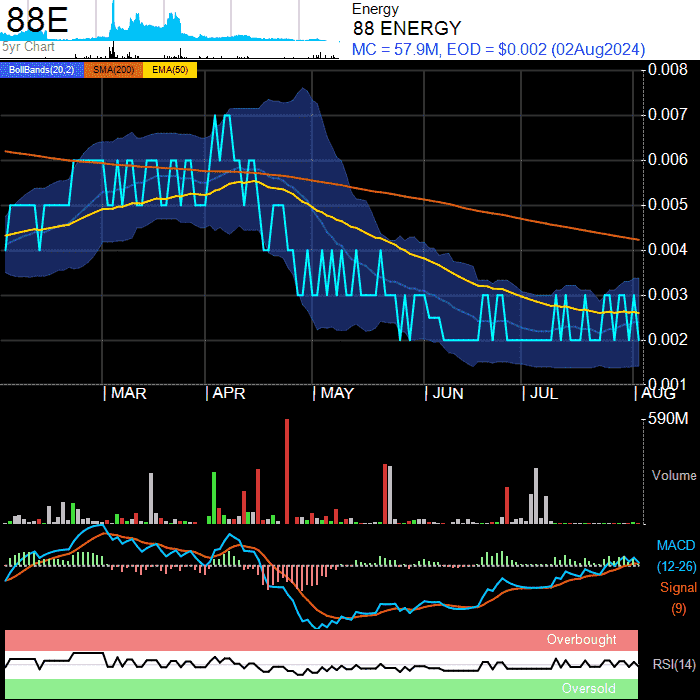 88E
5yr Chart
Energy
88 ENERGY
MC = 57.9M, EOD = $0.002 (02Aug2024)
BollBands(20,2) SMA(200) EMA(50)
0.008
0.007
0.006
0.005
0.004
0.003
0.002
0.001
MAR APR MAY JUN JUL AUG
590M
Volume
MACD
(12-26)
Signal
(9)
Overbought
RSI(14)
Oversold